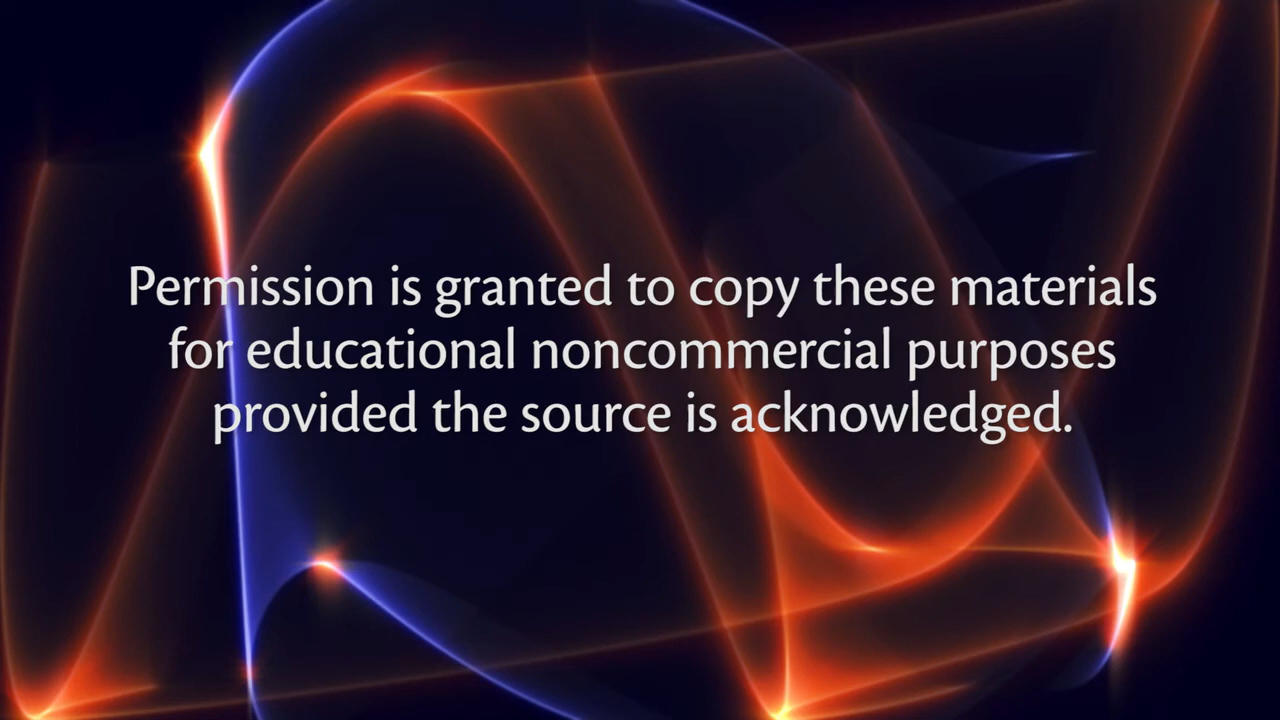 Permission is granted to copy these materials
for educational noncommercial purposes
provided the source is acknowledged.